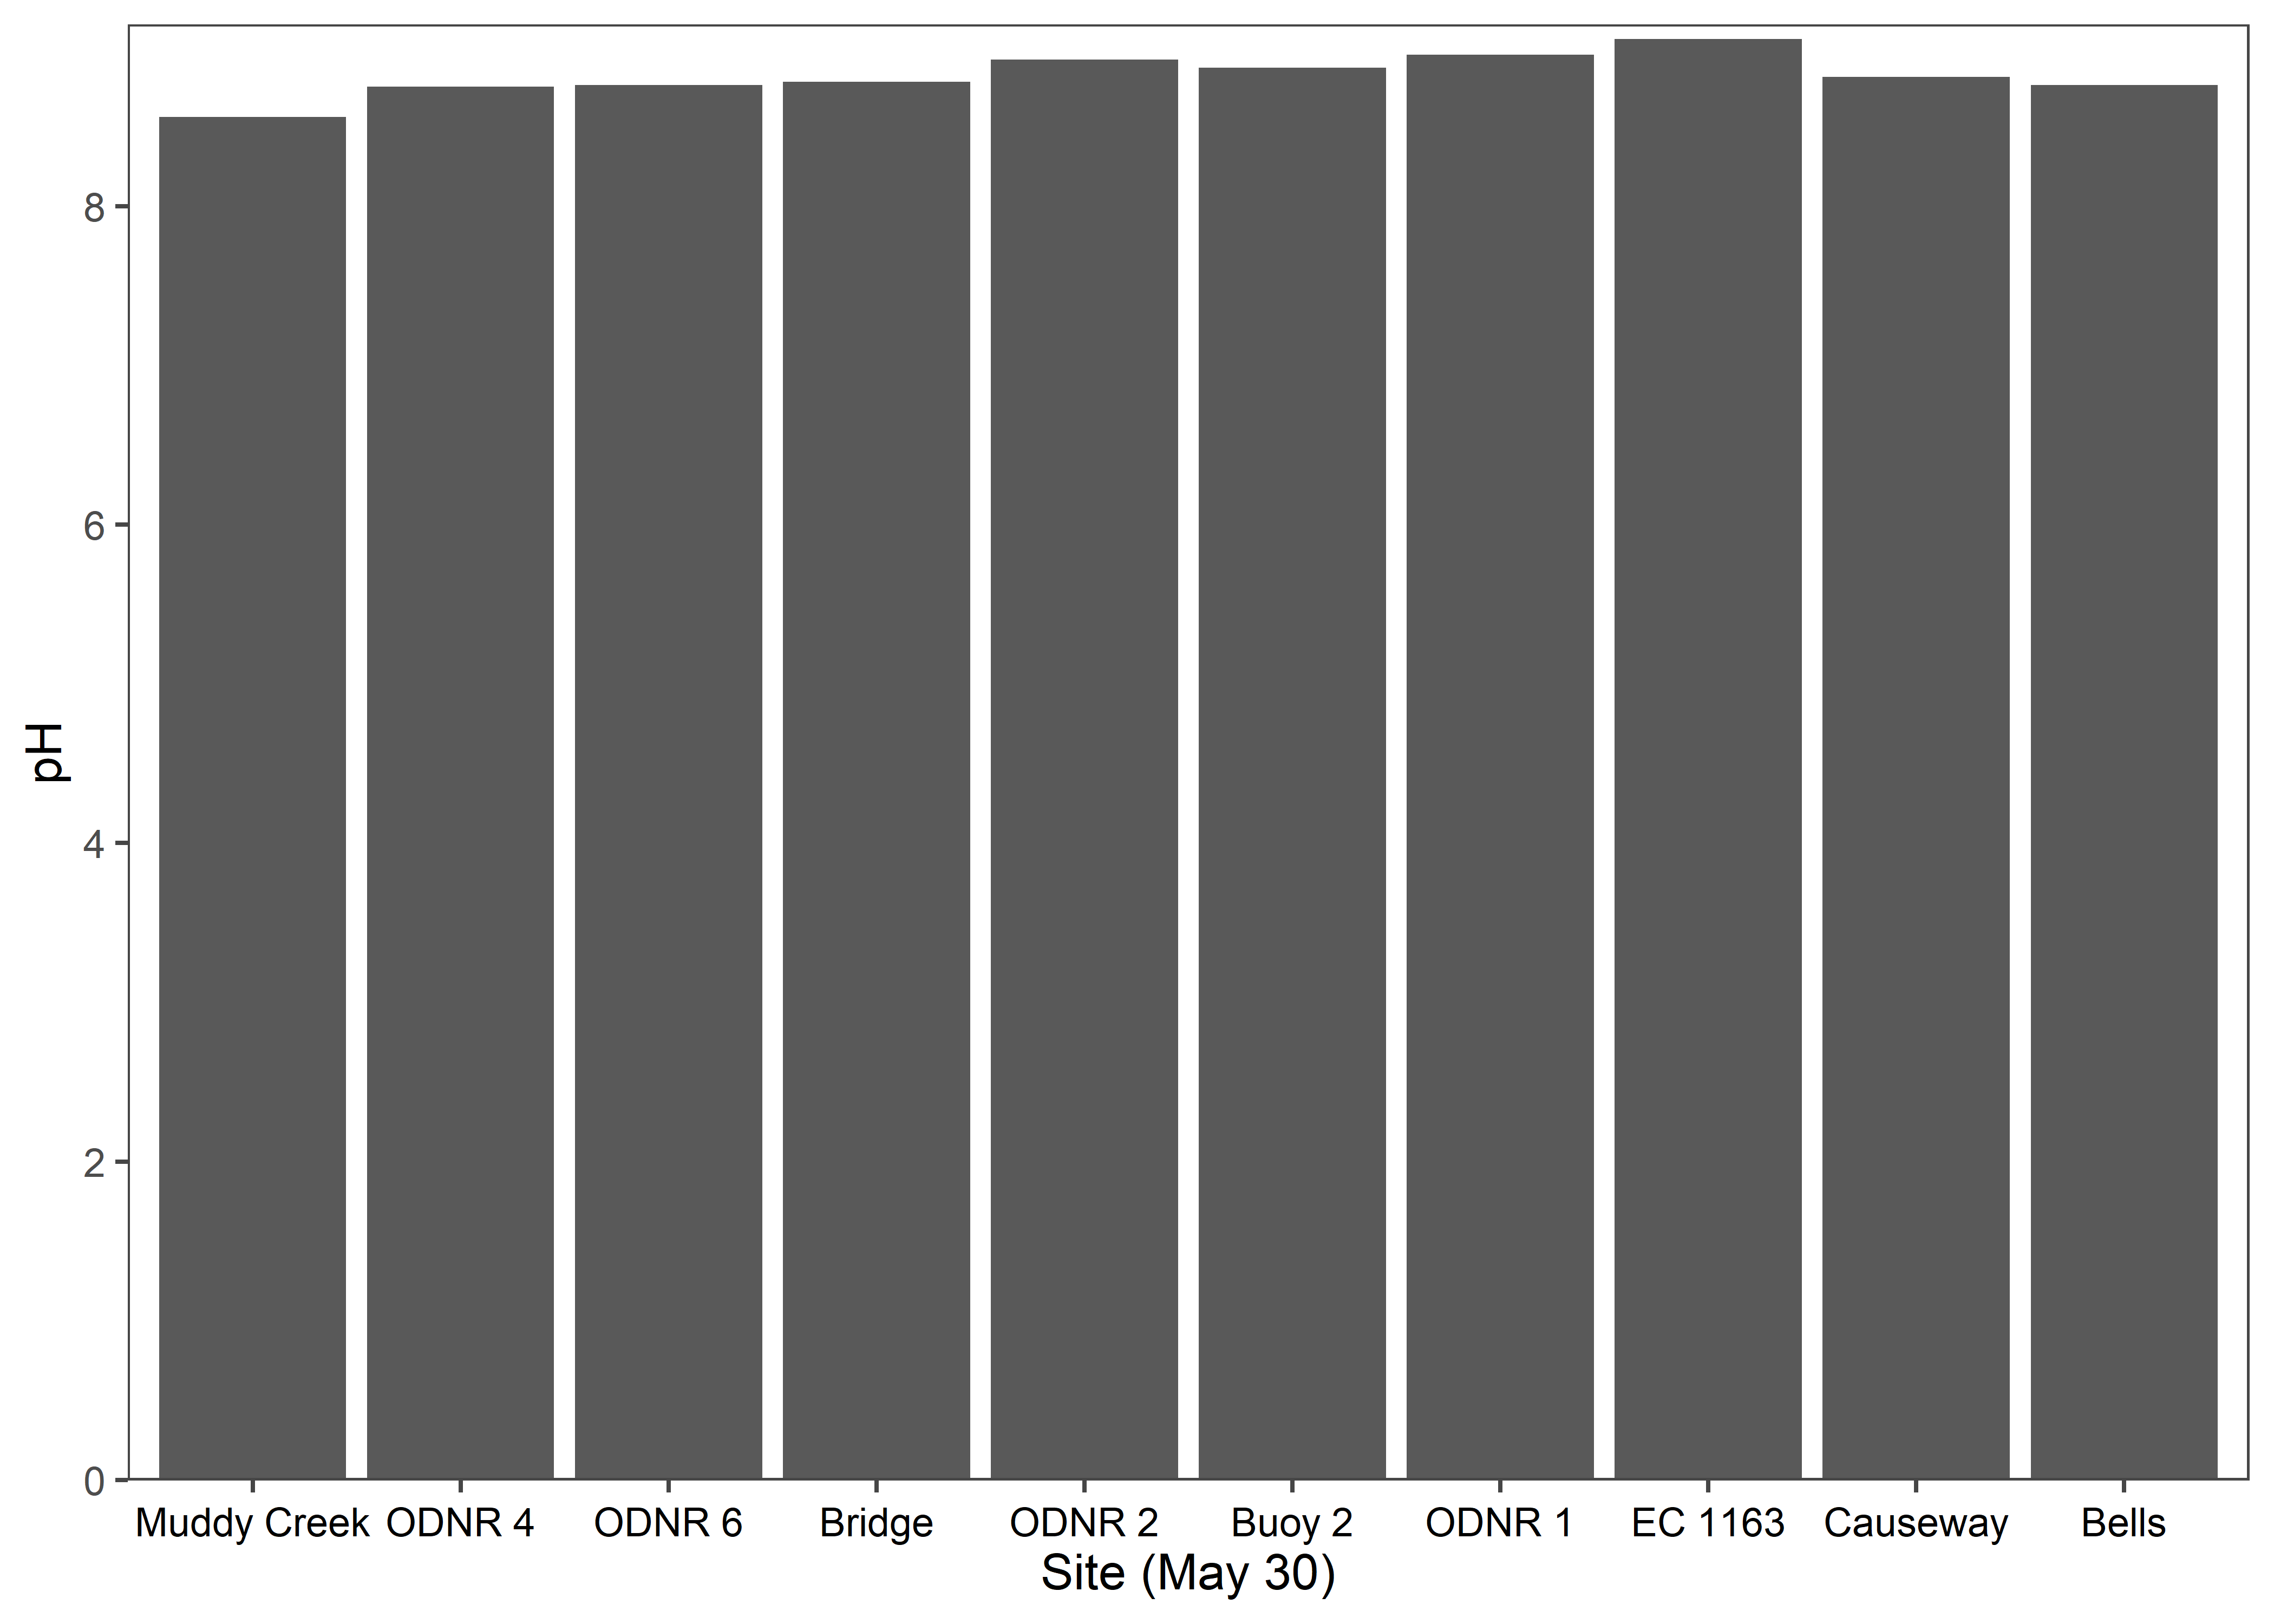 pH
8
6
4
2
0
Muddy Creek ODNR 4 ODNR 6 Bridge ODNR 2 Buoy 2 ODNR 1 EC 1163 Causeway Bells
Site (May 30)